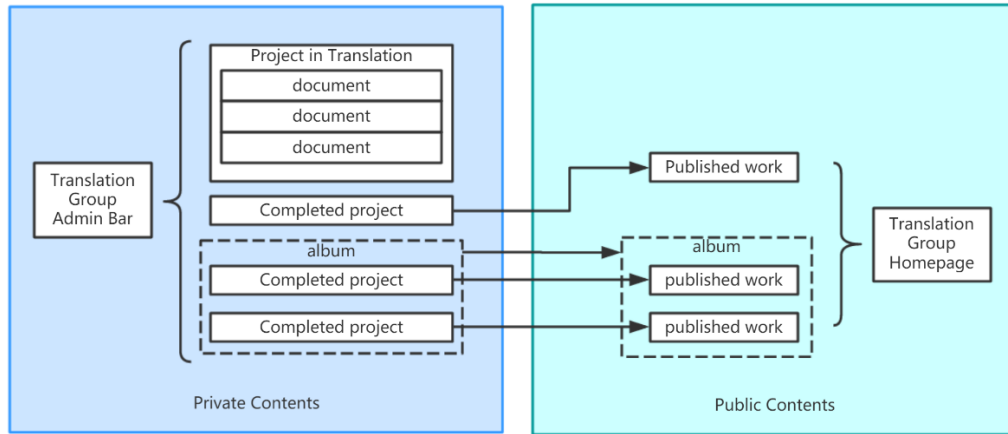 Project in Translation
document
document
document
Translation
Group
Admin Bar
Completed project
album
Completed project
Completed project
Private Contents
Published work
album
published work
published work
Translation
Group
Homepage
Public Contents